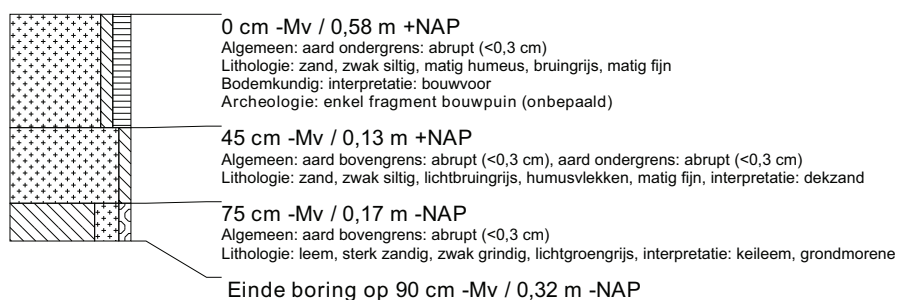 0 cm -Mv / 0,58 m +NAP
Algemeen: aard ondergrens: abrupt (<0,3 cm)
Lithologie: zand, zwak siltig, matig humeus, bruingrijs, matig fijn
Bodemkundig: interpretatie: bouwvoor
Archeologie: enkel fragment bouwpuin (onbepaald)
45 cm -Mv / 0,13 m +NAP
Algemeen: aard bovengrens: abrupt (<0,3 cm), aard ondergrens: abrupt (<0,3 cm)
Lithologie: zand, zwak siltig, lichtbruingrijs, humusvlekken, matig fijn, interpretatie: dekzand
75 cm -Mv / 0,17 m -NAP
Algemeen: aard bovengrens: abrupt (<0,3 cm)
Lithologie: leem, sterk zandig, zwak grindig, lichtgroengrijs, interpretatie: keileem, grondmorene
Einde boring op 90 cm -Mv / 0,32 m -NAP